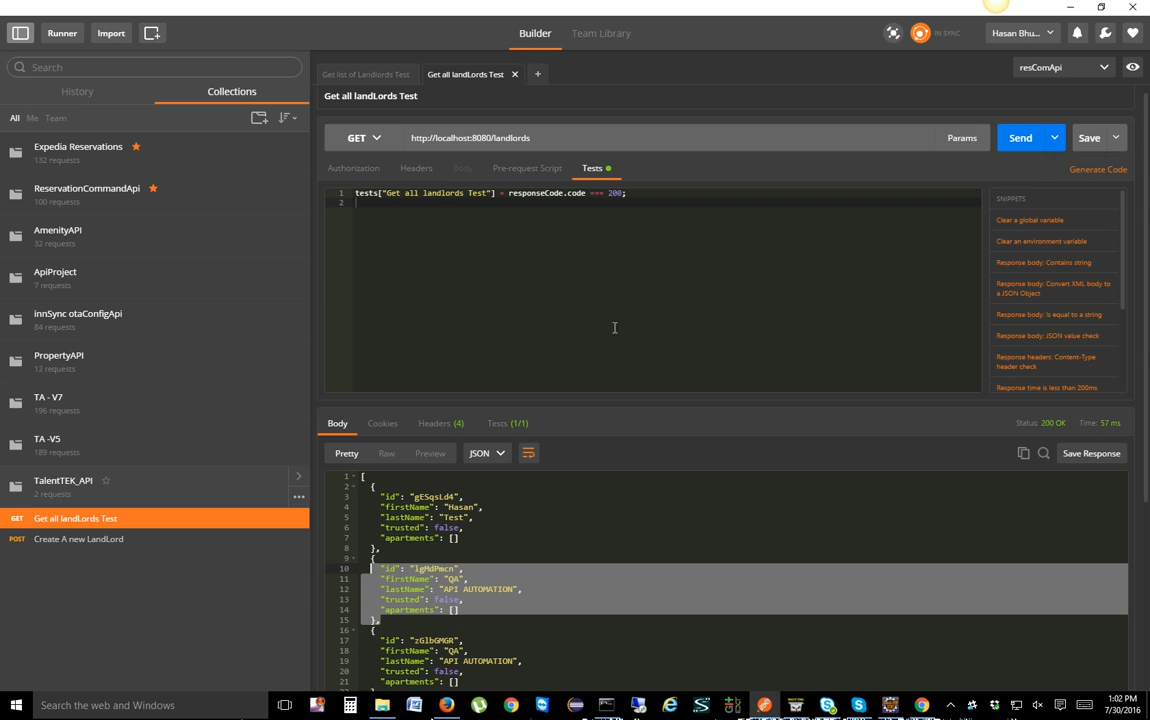 Runner
Import
Builder
Team Library
IN SYNC
Hasan Bhu...
Search
Get list of Landlords Test
Get all landLords Test
resComApi
History
Collections
Get all landLords Test
All Me Team
GET
http://localhost:8080/landlords
Params
Send
Save
Expedia Reservations
132 requests
Authorization
Headers
Body
Pre-request Script
Tests
Generate Code
ReservationCommandApi
100 requests
1 tests["Get all landlords Test"] = responseCode.code === 200;
2
SNIPPETS
Clear a global variable
Clear an environment variable
Response body: Contains string
Response body: Convert XML body to
a JSON Object
Response body: Is equal to a string
Response body: JSON value check
Response headers: Content-Type
header check
Response time is less than 200ms
AmenityAPI
32 requests
ApiProject
7 requests
innSync otaConfigApi
84 requests
PropertyAPI
12 requests
TA - V7
196 requests
TA -V5
189 requests
TalentTEK_API
2 requests
GET Get all landLords Test
POST Create A new LandLord
Body
Cookies
Headers (4)
Tests (1/1)
Status: 200 OK
Time: 57 ms
Pretty
Raw
Preview
JSON
Save Response
1 [
2 {
3 "id": "gESqsLd4",
4 "firstName": "Hasan",
5 "lastName": "Test",
6 "trusted": false,
7 "apartments": []
8 },
9 {
10 "id": "lgMdPmcn",
11 "firstName": "QA",
12 "lastName": "API AUTOMATION",
13 "trusted": false,
14 "apartments": []
15 },
16 {
17 "id": "zGlbGMGR",
18 "firstName": "QA",
19 "lastName": "API AUTOMATION",
20 "trusted": false,
21 "apartments": []
Search the web and Windows
1:02 PM
7/30/2016